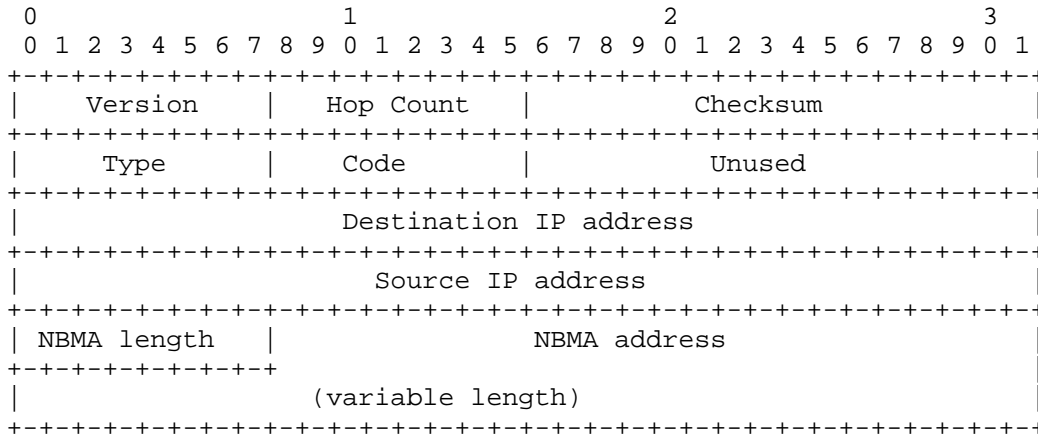 0                   1                   2                   3
 0 1 2 3 4 5 6 7 8 9 0 1 2 3 4 5 6 7 8 9 0 1 2 3 4 5 6 7 8 9 0 1
+-+-+-+-+-+-+-+-+-+-+-+-+-+-+-+-+-+-+-+-+-+-+-+-+-+-+-+-+-+-+-+-+
|    Version    |   Hop Count   |          Checksum             |
+-+-+-+-+-+-+-+-+-+-+-+-+-+-+-+-+-+-+-+-+-+-+-+-+-+-+-+-+-+-+-+-+
|     Type      |    Code       |           Unused              |
+-+-+-+-+-+-+-+-+-+-+-+-+-+-+-+-+-+-+-+-+-+-+-+-+-+-+-+-+-+-+-+-+
|                    Destination IP address                     |
+-+-+-+-+-+-+-+-+-+-+-+-+-+-+-+-+-+-+-+-+-+-+-+-+-+-+-+-+-+-+-+-+
|                      Source IP address                        |
+-+-+-+-+-+-+-+-+-+-+-+-+-+-+-+-+-+-+-+-+-+-+-+-+-+-+-+-+-+-+-+-+
| NBMA length   |                NBMA address                   |
+-+-+-+-+-+-+-+-+                                               |
|                  (variable length)                            |
+-+-+-+-+-+-+-+-+-+-+-+-+-+-+-+-+-+-+-+-+-+-+-+-+-+-+-+-+-+-+-+-+